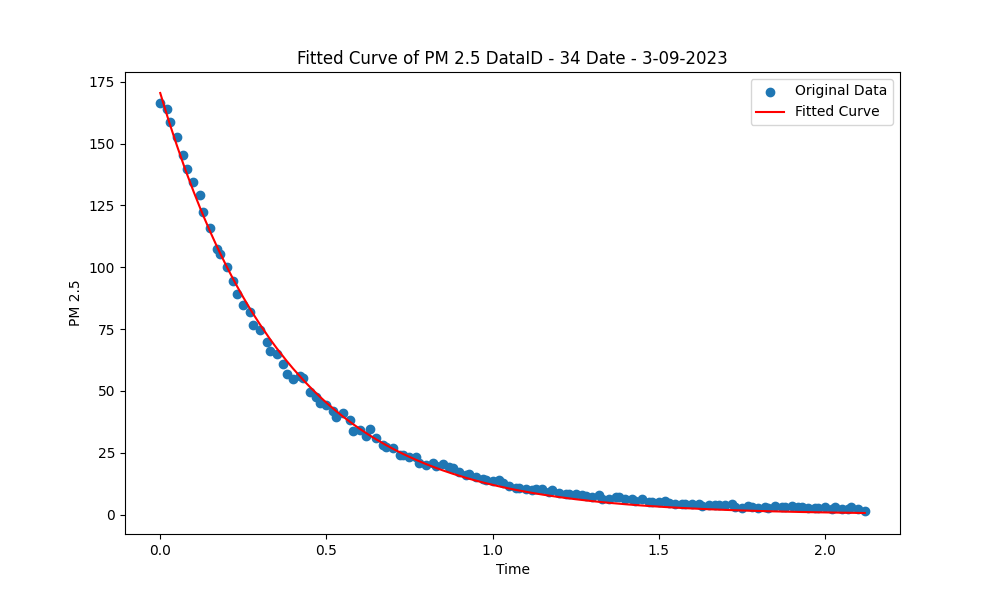 Fitted Curve of PM 2.5 DataID - 34 Date - 3-09-2023
Original Data
Fitted Curve
175
150
125
100
75
50
25
0
PM 2.5
0.0 0.5 1.0 1.5 2.0
Time